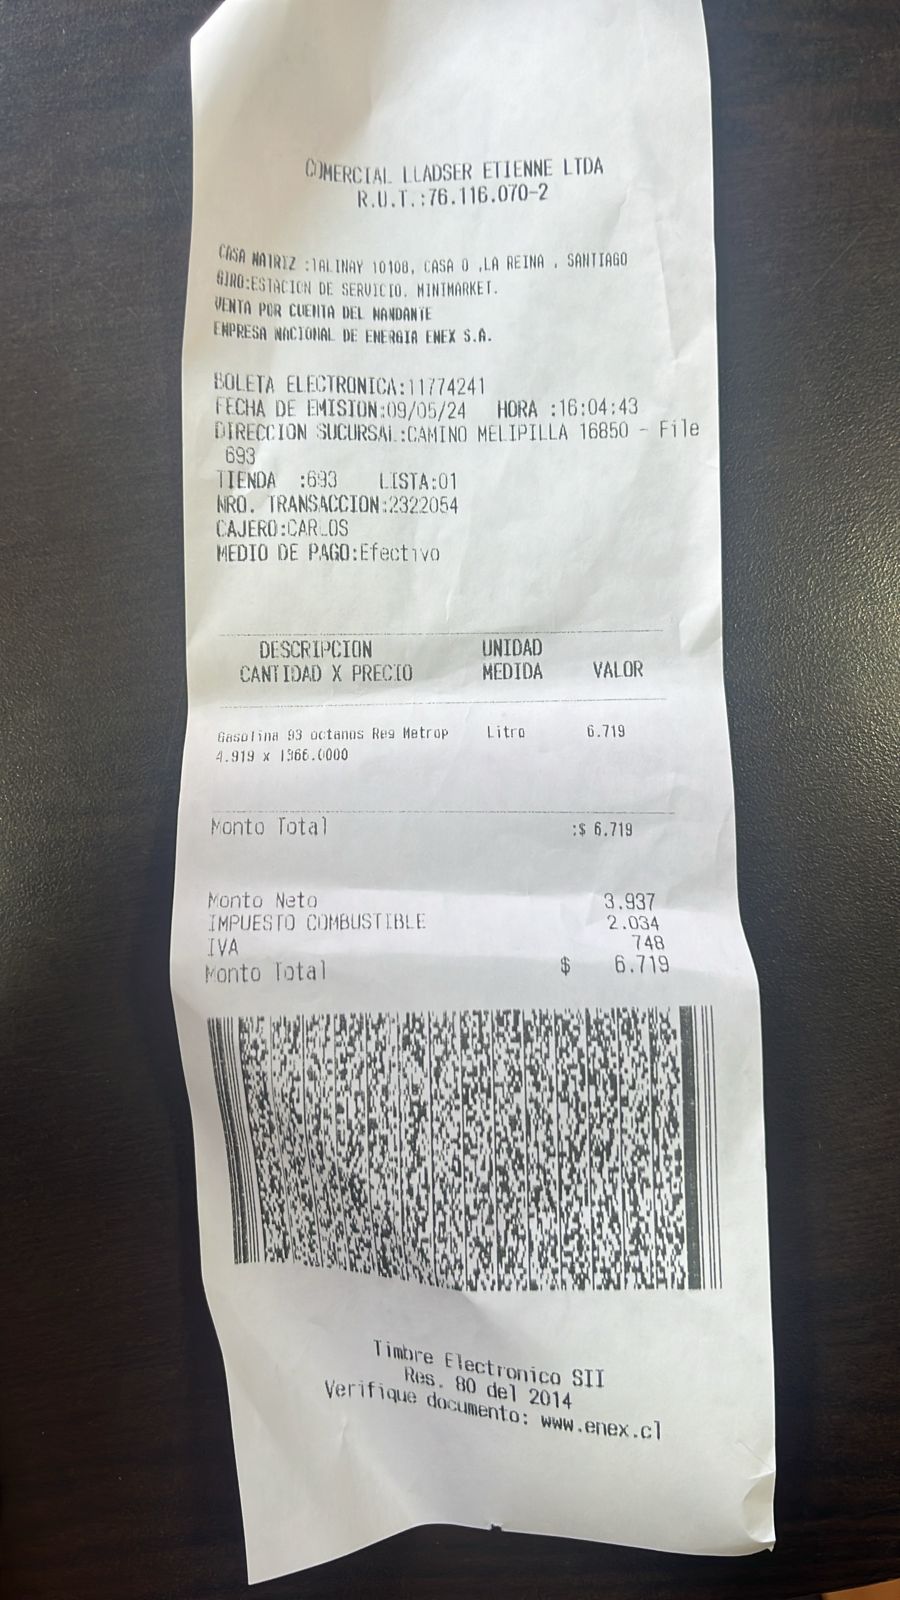 COMERCIAL LLADSER ETIENNE LTDA
R.U.T.:76.116.070-2
CASA MATRIZ :TALINAY 10108, CASA D ,LA REINA , SANTIAGO
GIRO:ESTACION DE SERVICIO. MINIMARKET.
VENTA POR CUENTA DEL MANDANTE
EMPRESA NACIONAL DE ENERGIA ENEX S.A.
BOLETA ELECTRONICA:11774241
FECHA DE EMISION:09/05/24 HORA :16:04:43
DIRECCION SUCURSAL:CAMINO MELIPILLA 16850 - File
693
TIENDA :693 LISTA:01
NRO. TRANSACCION:2322054
CAJERO:CARLOS
MEDIO DE PAGO:Efectivo
DESCRIPCION UNIDAD
CANTIDAD X PRECIO MEDIDA VALOR
Gasolina 93 octanos Reg Metrop Litro 6.719
4.919 x 1366.0000
Monto Total :$ 6.719
Monto Neto 3.937
IMPUESTO COMBUSTIBLE 2.034
IVA 748
Monto Total $ 6.719
Timbre Electronico SII
Res. 80 del 2014
Verifique documento: www.enex.cl